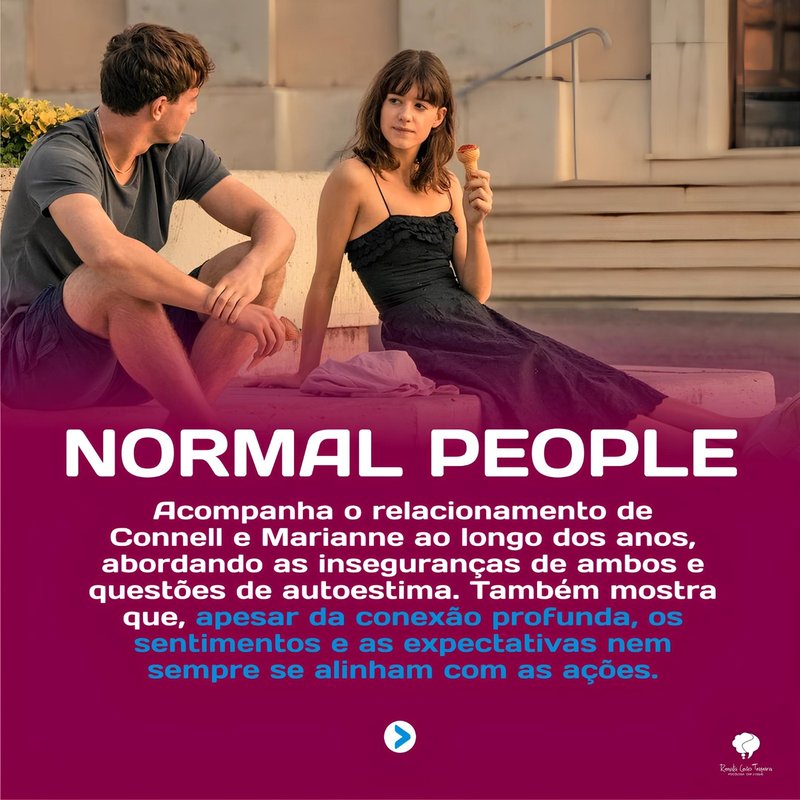 NORMAL PEOPLE
Acompanha o relacionamento de
Connell e Marianne ao longo dos anos,
abordando as inseguranças de ambos e
questões de autoestima. Também mostra
que, apesar da conexão profunda, os
sentimentos e as expectativas nem
sempre se alinham com as ações.